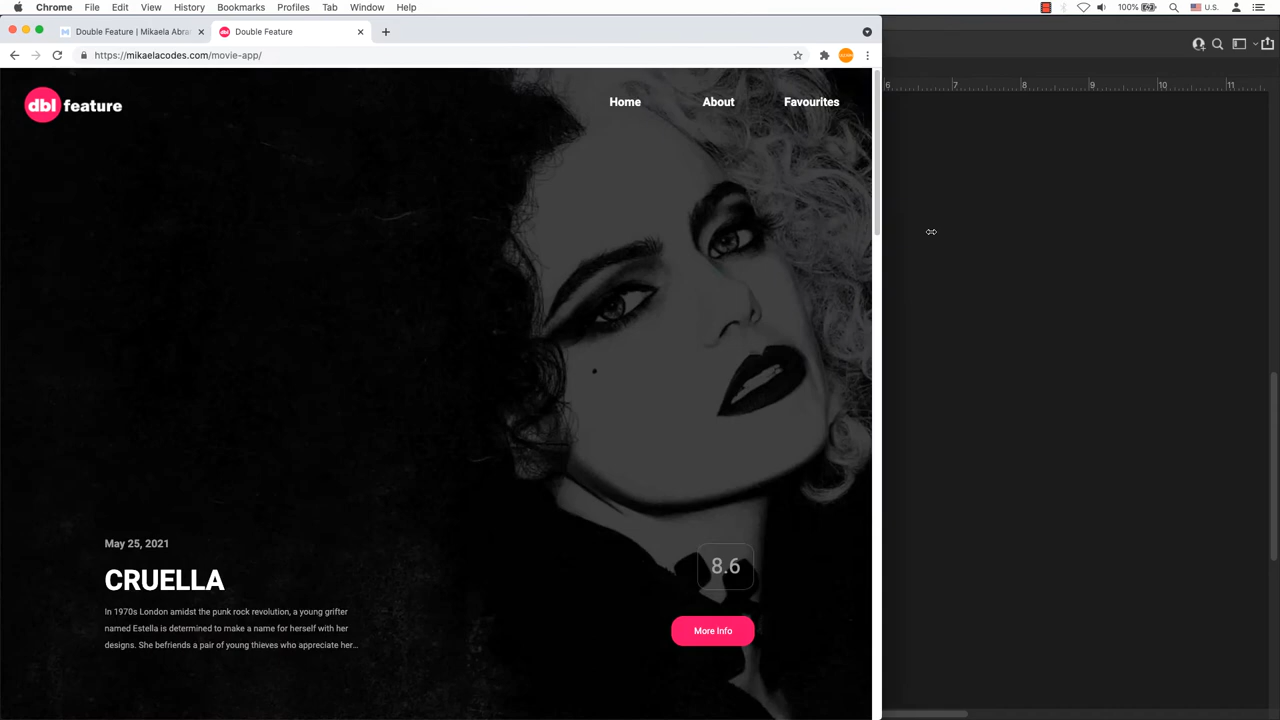 Chrome File Edit View History Bookmarks Profiles Tab Window Help 100% U.S.
Double Feature | Mikaela Abra
Double Feature
https://mikaelacodes.com/movie-app/
6 7 8 9 10 11
dbl feature
Home About Favourites
May 25, 2021
CRUELLA
In 1970s London amidst the punk rock revolution, a young grifter
named Estella is determined to make a name for herself with her
designs. She befriends a pair of young thieves who appreciate her...
8.6
More Info